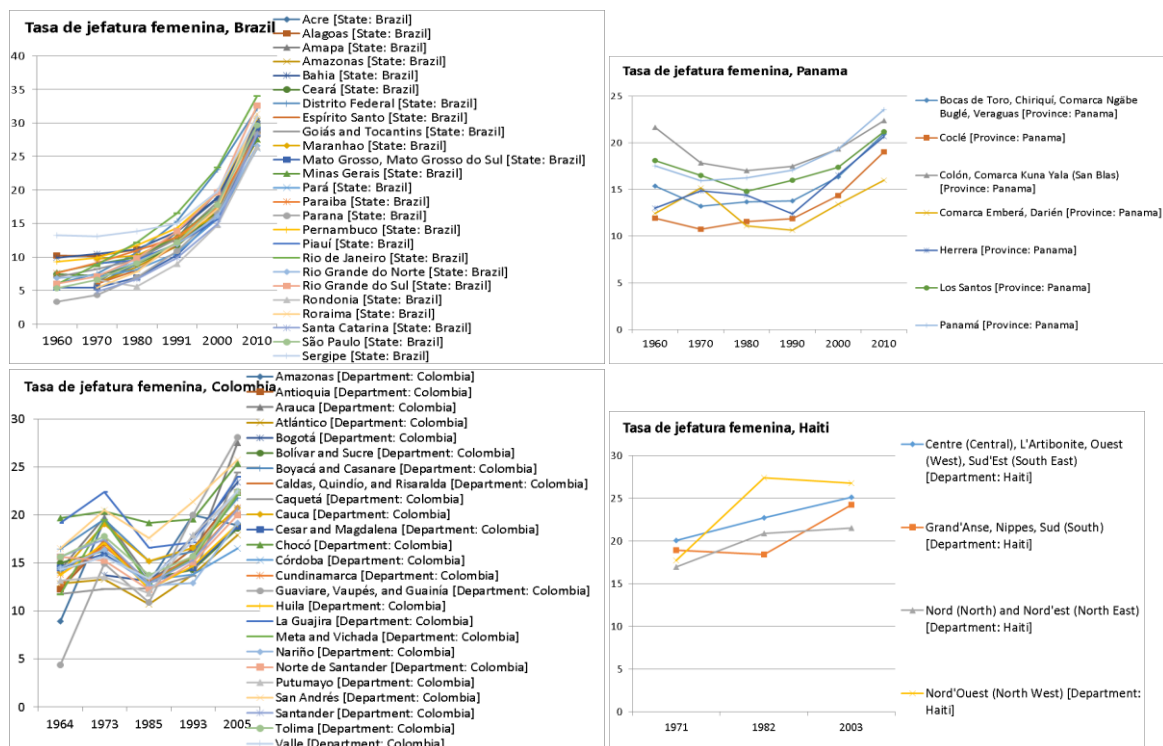 Tasa de jefatura femenina, Brazil
40
35
30
25
20
15
10
5
0
1960 1970 1980 1991 2000 2010
Acre [State: Brazil]
Alagoas [State: Brazil]
Amapa [State: Brazil]
Amazonas [State: Brazil]
Bahia [State: Brazil]
Ceará [State: Brazil]
Distrito Federal [State: Brazil]
Espírito Santo [State: Brazil]
Goiás and Tocantins [State: Brazil]
Maranhao [State: Brazil]
Mato Grosso, Mato Grosso do Sul [State: Brazil]
Minas Gerais [State: Brazil]
Pará [State: Brazil]
Paraiba [State: Brazil]
Parana [State: Brazil]
Pernambuco [State: Brazil]
Piauí [State: Brazil]
Rio de Janeiro [State: Brazil]
Rio Grande do Norte [State: Brazil]
Rio Grande do Sul [State: Brazil]
Rondonia [State: Brazil]
Roraima [State: Brazil]
Santa Catarina [State: Brazil]
São Paulo [State: Brazil]
Sergipe [State: Brazil]
Tasa de jefatura femenina, Panama
25
20
15
10
5
0
1960 1970 1980 1990 2000 2010
Bocas de Toro, Chiriquí, Comarca Ngäbe
Buglé, Veraguas [Province: Panama]
Coclé [Province: Panama]
Colón, Comarca Kuna Yala (San Blas)
[Province: Panama]
Comarca Emberá, Darién [Province: Panama]
Herrera [Province: Panama]
Los Santos [Province: Panama]
Panamá [Province: Panama]
Tasa de jefatura femenina, Colombia
30
25
20
15
10
5
0
1964 1973 1985 1993 2005
Amazonas [Department: Colombia]
Antioquia [Department: Colombia]
Arauca [Department: Colombia]
Atlántico [Department: Colombia]
Bogotá [Department: Colombia]
Bolívar and Sucre [Department: Colombia]
Boyacá and Casanare [Department: Colombia]
Caldas, Quindío, and Risaralda [Department: Colombia]
Caquetá [Department: Colombia]
Cauca [Department: Colombia]
Cesar and Magdalena [Department: Colombia]
Chocó [Department: Colombia]
Córdoba [Department: Colombia]
Cundinamarca [Department: Colombia]
Guaviare, Vaupés, and Guainía [Department: Colombia]
Huila [Department: Colombia]
La Guajira [Department: Colombia]
Meta and Vichada [Department: Colombia]
Nariño [Department: Colombia]
Norte de Santander [Department: Colombia]
Putumayo [Department: Colombia]
San Andrés [Department: Colombia]
Santander [Department: Colombia]
Tolima [Department: Colombia]
Valle [Department: Colombia]
Tasa de jefatura femenina, Haiti
30
25
20
15
10
5
0
1971 1982 2003
Centre (Central), L'Artibonite, Ouest
(West), Sud'Est (South East)
[Department: Haiti]
Grand'Anse, Nippes, Sud (South)
[Department: Haiti]
Nord (North) and Nord'est (North East)
[Department: Haiti]
Nord'Ouest (North West) [Department:
Haiti]